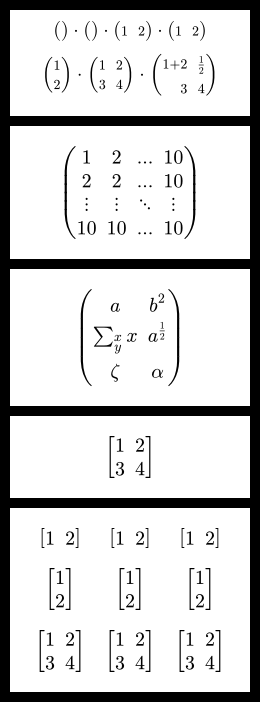 () · () · (1 2) · (1 2)
(1
2) · (1 2
3 4) · (1+2 1/2
3 4)
(1 2 … 10
2 2 … 10
⋮ ⋮ ⋱ ⋮
10 10 … 10)
(a b²
∑_{x/y} x a^{1/2}
ζ α)
[1 2
3 4]
[1 2] [1 2] [1 2]
[1
2] [1
2] [1
2]
[1 2
3 4] [1 2
3 4] [1 2
3 4]